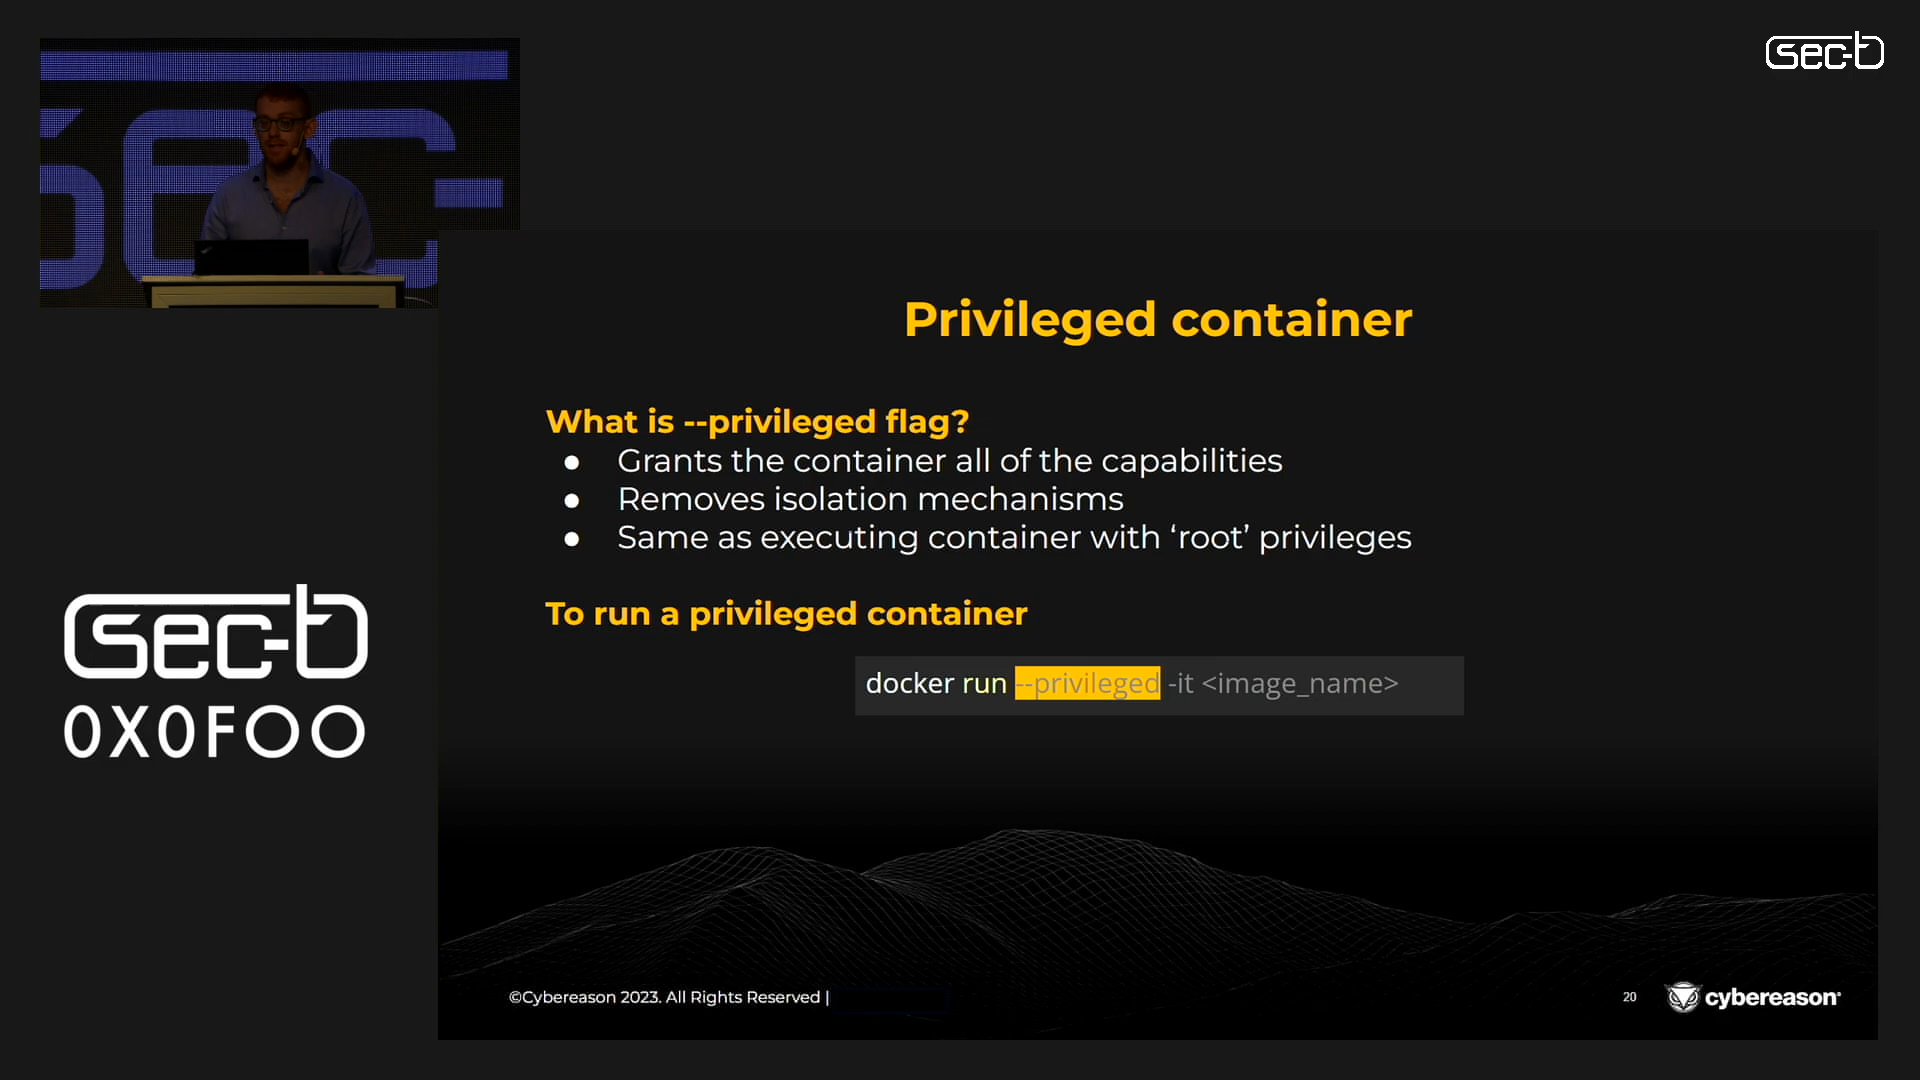 sec-t
sec
Privileged container
What is --privileged flag?
● Grants the container all of the capabilities
● Removes isolation mechanisms
● Same as executing container with ‘root’ privileges
To run a privileged container
docker run --privileged -it <image_name>
sec-t
0X0FOO
©Cybereason 2023. All Rights Reserved |
20
cybereason